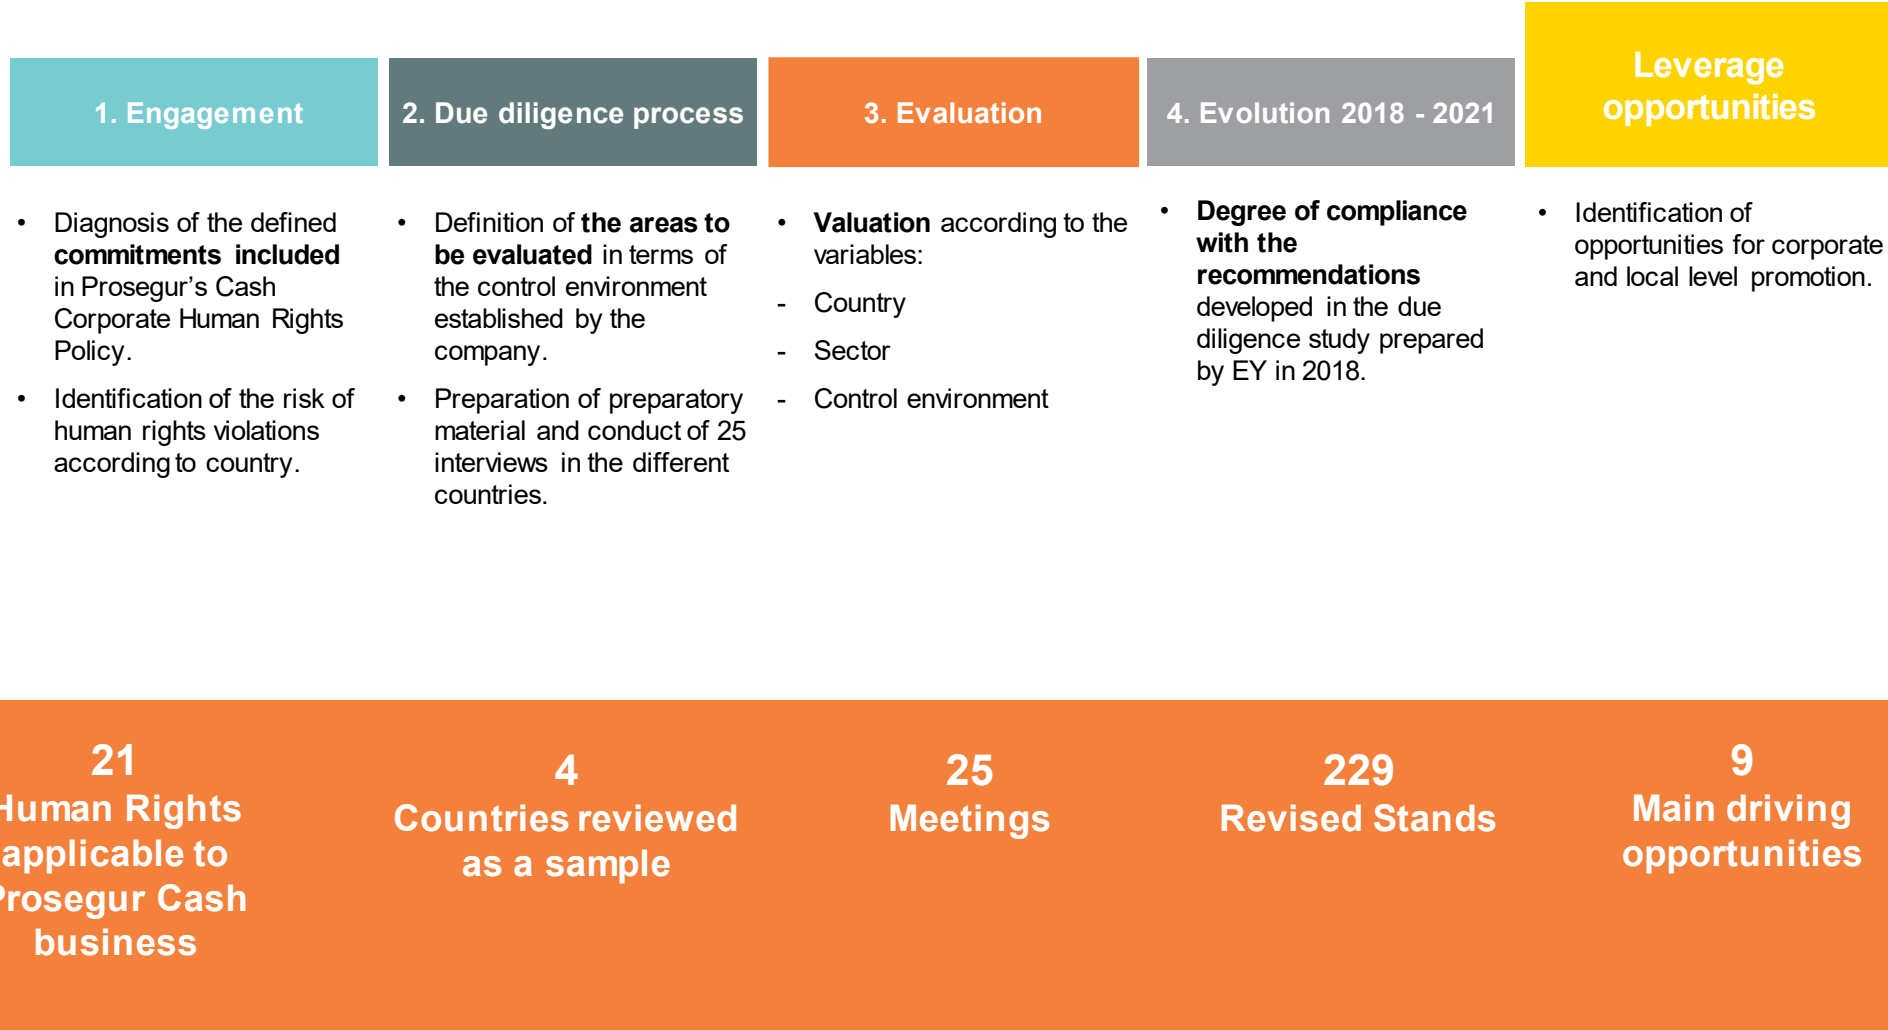 1. Engagement
2. Due diligence process
3. Evaluation
4. Evolution 2018 - 2021
Leverage
opportunities
• Diagnosis of the defined
commitments included
in Prosegur’s Cash
Corporate Human Rights
Policy.
• Identification of the risk of
human rights violations
according to country.
• Definition of the areas to
be evaluated in terms of
the control environment
established by the
company.
• Preparation of preparatory
material and conduct of 25
interviews in the different
countries.
• Valuation according to the
variables:
- Country
- Sector
- Control environment
• Degree of compliance
with the
recommendations
developed in the due
diligence study prepared
by EY in 2018.
• Identification of
opportunities for corporate
and local level promotion.
21
Human Rights
applicable to
Prosegur Cash
business
4
Countries reviewed
as a sample
25
Meetings
229
Revised Stands
9
Main driving
opportunities